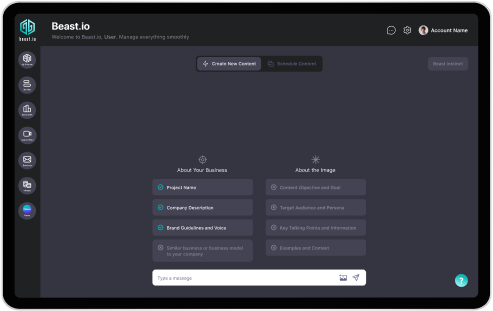 Beast.io
Welcome to Beast.io, User. Manage everything smoothly
Account Name
beast.io
Create New Content
Schedule Content
About Your Business
About the Image
Project Name
Content Objective and Goal
Company Description
Target Audience and Persona
Brand Guidelines and Voice
Key Talking Points and Information
Similar business or business model
to your company
Examples and Context
Type a message
?